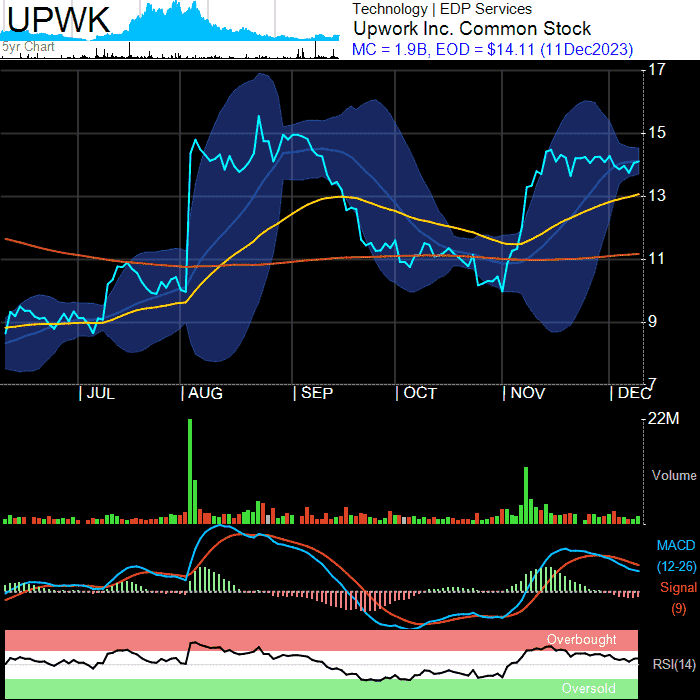 UPWK
5yr Chart
Technology | EDP Services
Upwork Inc. Common Stock
MC = 1.9B, EOD = $14.11 (11Dec2023)
17
15
13
11
9
7
| JUL | AUG | SEP | OCT | NOV | DEC
22M
Volume
MACD
(12-26)
Signal
(9)
Overbought
RSI(14)
Oversold